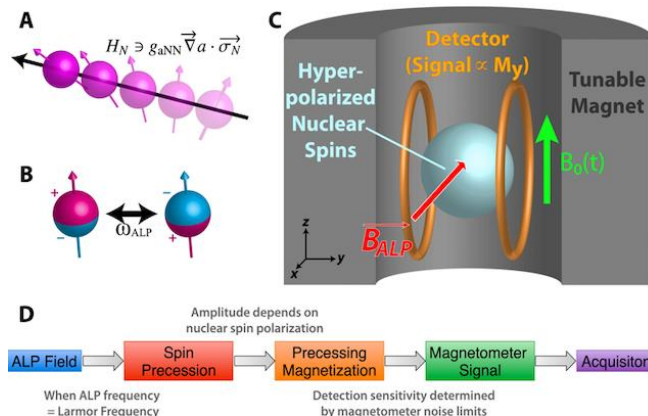 A
H_N ∋ g_aNN ∇⃗a · σ_N⃗
B
+
-
-
+
ω_ALP
C
Detector
(Signal ∝ M_y)
Hyper-
polarized
Nuclear
Spins
Tunable
Magnet
B_0(t)
B_ALP
z
x
y
D
Amplitude depends on
nuclear spin polarization
ALP Field
Spin
Precession
Precessing
Magnetization
Magnetometer
Signal
Acquisiton
When ALP frequency
= Larmor Frequency
Detection sensitivity determined
by magnetometer noise limits